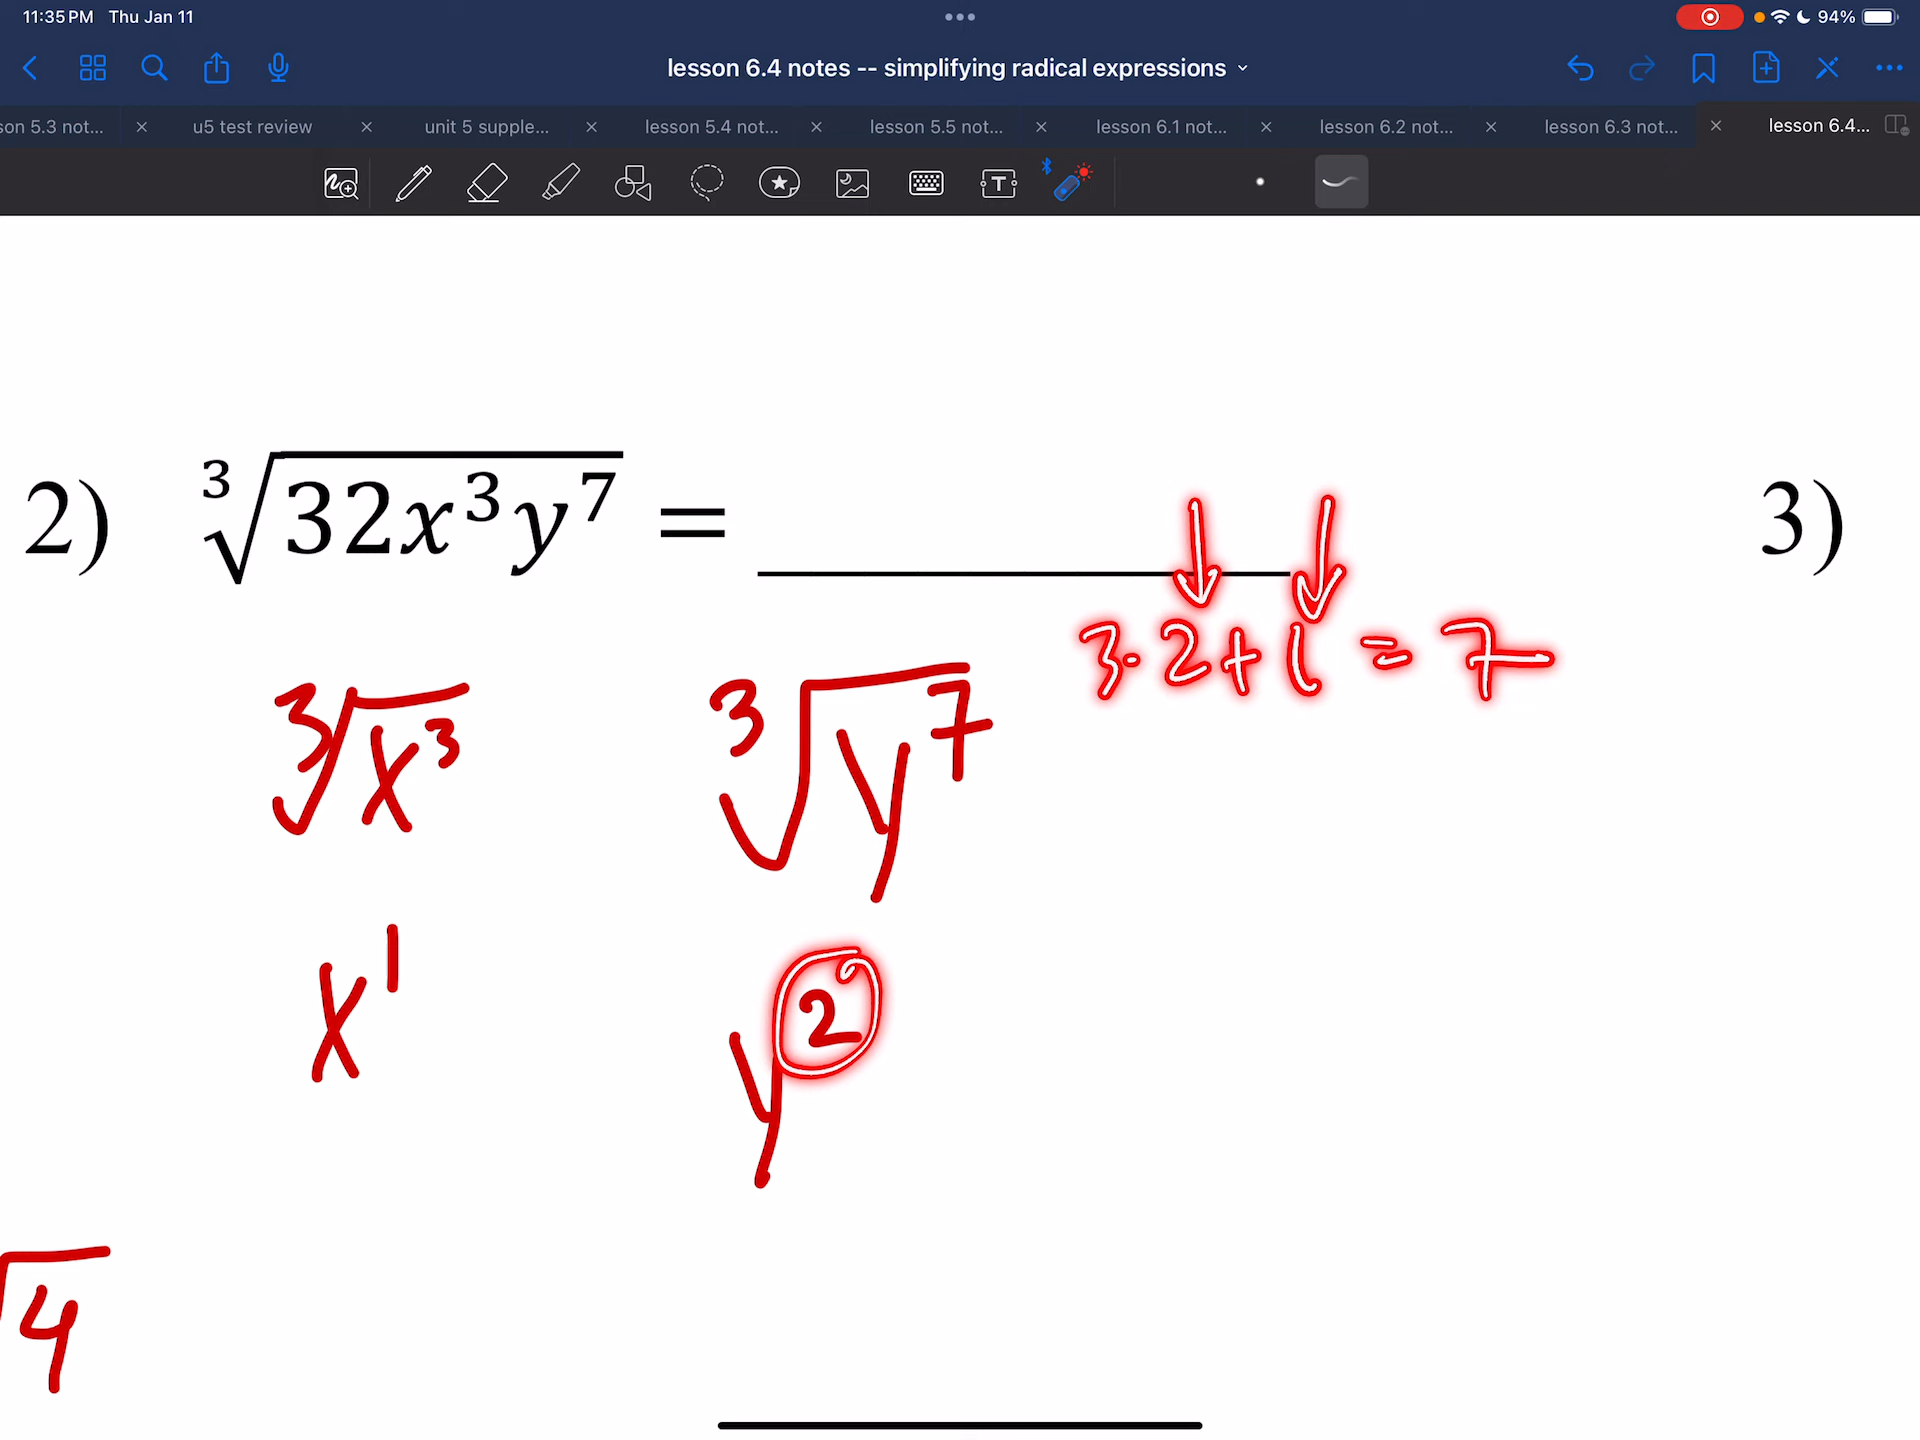 11:35 PM Thu Jan 11 94%
lesson 6.4 notes -- simplifying radical expressions
son 5.3 not... u5 test review unit 5 supple... lesson 5.4 not... lesson 5.5 not... lesson 6.1 not... lesson 6.2 not... lesson 6.3 not... lesson 6.4...
2) ∛(32x³y⁷) = ____________ 3)
3·2+1 = 7
∛(x³) ∛(y⁷)
x¹ y²
√4